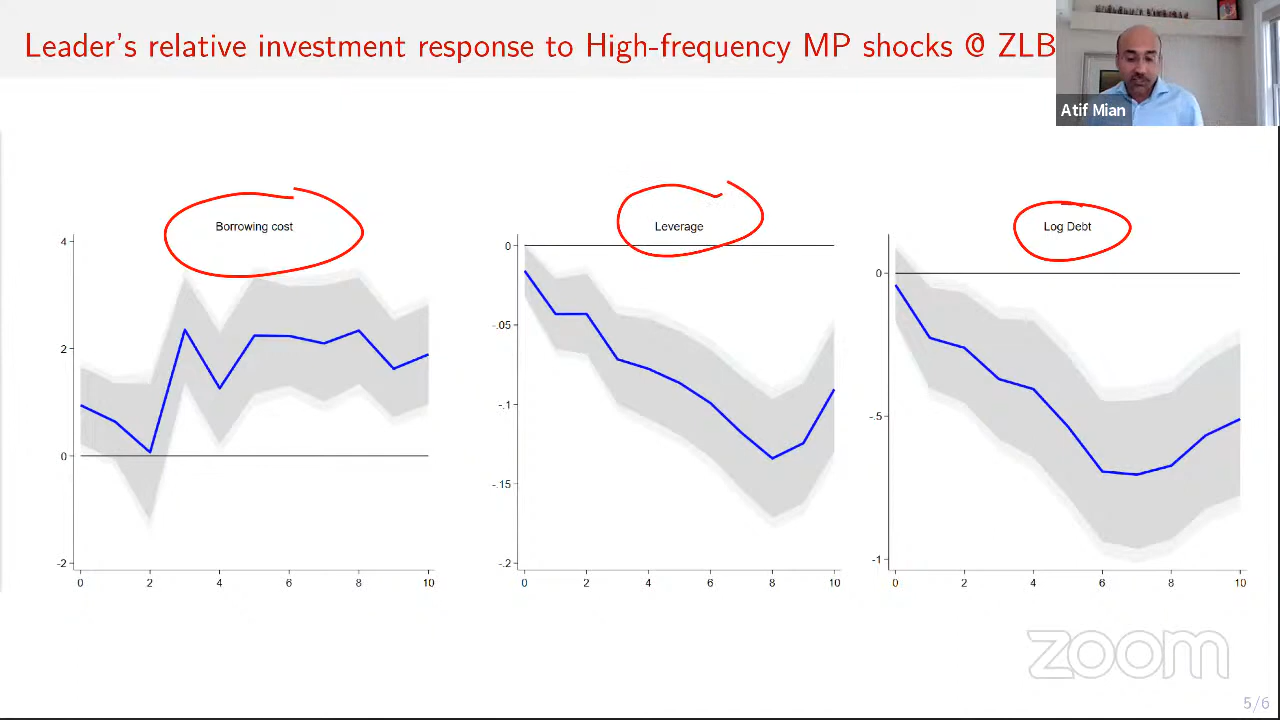 Leader's relative investment response to High-frequency MP shocks @ ZLB
Atif Mian
Borrowing cost
4
2
0
-2
0 2 4 6 8 10
Leverage
0
-.05
-.1
-.15
-.2
0 2 4 6 8 10
Log Debt
0
-.5
-1
0 2 4 6 8 10
zoom
5/6